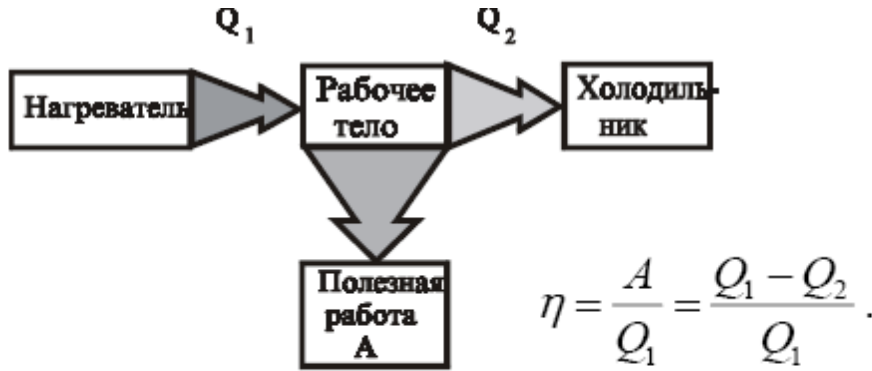 Q₁
Q₂
Нагреватель
Рабочее
тело
Холодиль-
ник
Полезная
работа
А
η = A/Q₁ = (Q₁ − Q₂)/Q₁ .